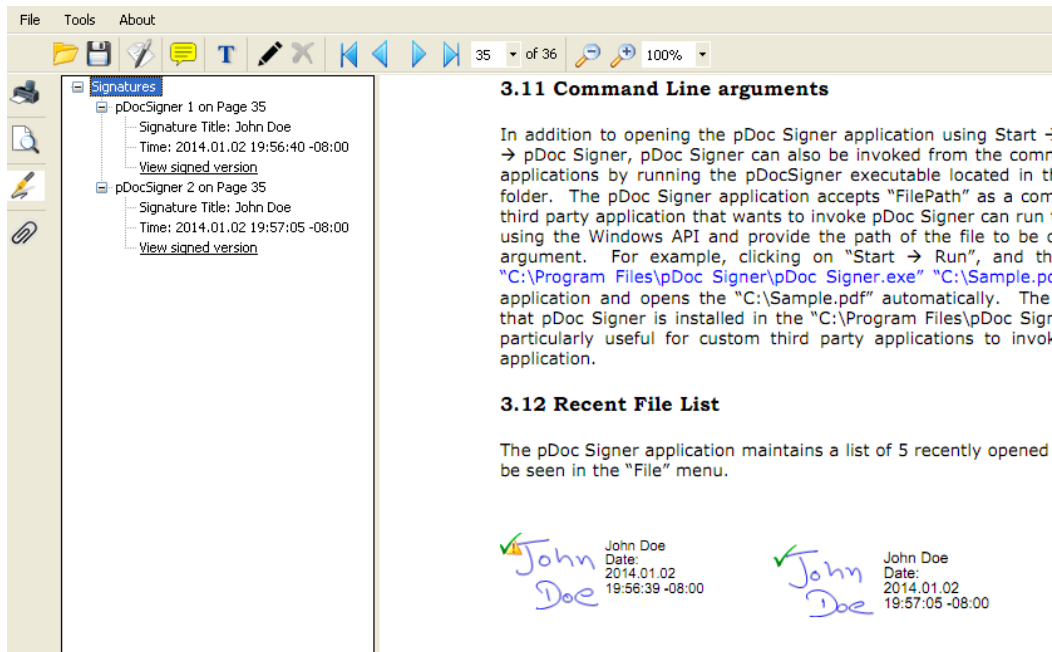 File Tools About
T 35 of 36 100%
Signatures
pDocSigner 1 on Page 35
Signature Title: John Doe
Time: 2014.01.02 19:56:40 -08:00
View signed version
pDocSigner 2 on Page 35
Signature Title: John Doe
Time: 2014.01.02 19:57:05 -08:00
View signed version
3.11 Command Line arguments
In addition to opening the pDoc Signer application using Start →
→ pDoc Signer, pDoc Signer can also be invoked from the comm
applications by running the pDocSigner executable located in th
folder. The pDoc Signer application accepts “FilePath” as a com
third party application that wants to invoke pDoc Signer can run
using the Windows API and provide the path of the file to be
argument. For example, clicking on “Start → Run”, and th
“C:\Program Files\pDoc Signer\pDoc Signer.exe” “C:\Sample.pd
application and opens the “C:\Sample.pdf” automatically. The
that pDoc Signer is installed in the “C:\Program Files\pDoc Sign
particularly useful for custom third party applications to invok
application.
3.12 Recent File List
The pDoc Signer application maintains a list of 5 recently opened
be seen in the “File” menu.
John
Doe
John Doe
Date:
2014.01.02
19:56:39 -08:00
John
Doe
John Doe
Date:
2014.01.02
19:57:05 -08:00